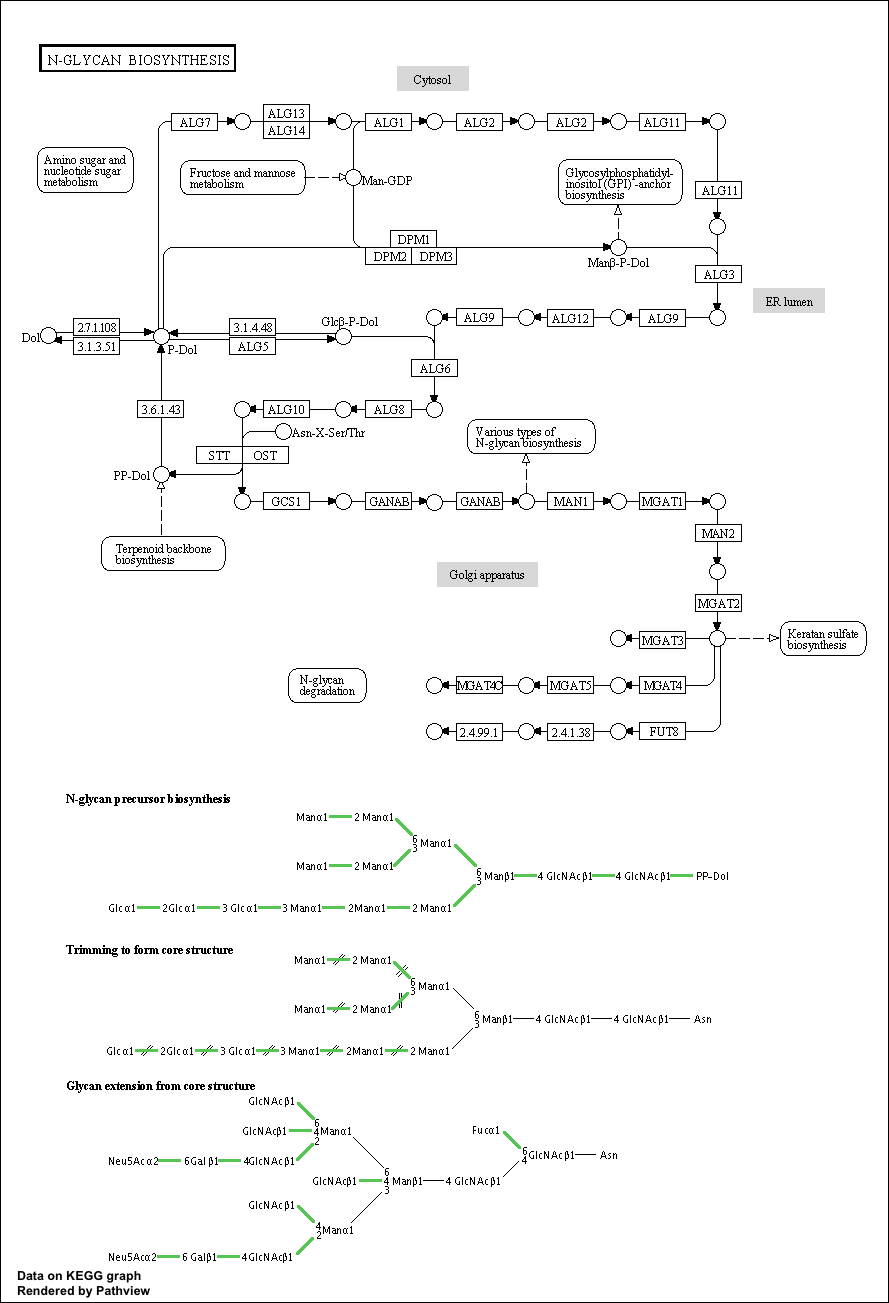 N-GLYCAN BIOSYNTHESIS
Cytosol
ALG7
ALG13
ALG14
ALG1
ALG2
ALG2
ALG11
Amino sugar and
nucleotide sugar
metabolism
Fructose and mannose
metabolism
Man-GDP
Glycosylphosphatidyl-
inositol (GPI) -anchor
biosynthesis
ALG11
DPM1
DPM2
DPM3
Manβ-P-Dol
ALG3
ER lumen
Dol
2.7.1.108
3.1.3.51
P-Dol
3.1.4.48
ALG5
Glcβ-P-Dol
ALG9
ALG12
ALG9
ALG6
3.6.1.43
ALG10
ALG8
Asn-X-Ser/Thr
STT
OST
PP-Dol
Various types of
N-glycan biosynthesis
GCS1
GANAB
GANAB
MAN1
MGAT1
MAN2
Terpenoid backbone
biosynthesis
Golgi apparatus
MGAT2
MGAT3
Keratan sulfate
biosynthesis
N-glycan
degradation
MGAT4C
MGAT5
MGAT4
2.4.99.1
2.4.1.38
FUT8
N-glycan precursor biosynthesis
Manα1 2 Manα1
6
3 Manα1
Manα1 2 Manα1
6
3 Manβ1 4 GlcNAcβ1 4 GlcNAcβ1 PP-Dol
Glcα1 2Glcα1 3 Glcα1 3 Manα1 2Manα1 2 Manα1
Trimming to form core structure
Manα1 2 Manα1
6
3 Manα1
Manα1 2 Manα1
6
3 Manβ1 4 GlcNAcβ1 4 GlcNAcβ1 Asn
Glcα1 2Glcα1 3 Glcα1 3 Manα1 2Manα1 2 Manα1
Glycan extension from core structure
GlcNAcβ1
6
GlcNAcβ1 4Manα1
2
Neu5Acα2 6Galβ1 4GlcNAcβ1
Fucα1
6
4 GlcNAcβ1 Asn
6
GlcNAcβ1 4 Manβ1 4 GlcNAcβ1
3
GlcNAcβ1
4
2 Manα1
Neu5Acα2 6 Galβ1 4GlcNAcβ1
Data on KEGG graph
Rendered by Pathview